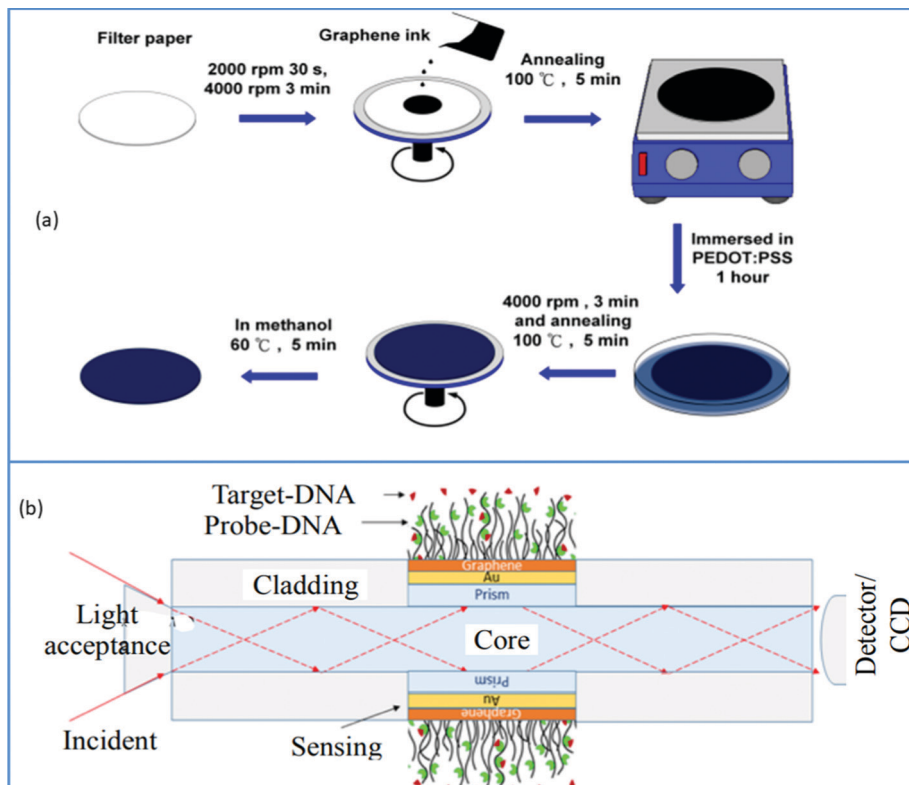 (a)
Filter paper
2000 rpm 30 s,
4000 rpm 3 min
Graphene ink
Annealing
100 ℃ , 5 min
Immersed in
PEDOT:PSS
1 hour
4000 rpm , 3 min
and annealing
100 ℃ , 5 min
In methanol
60 ℃ , 5 min
(b)
Target-DNA
Probe-DNA
Graphene
Au
Prism
Cladding
Light
acceptance
Core
Detector/
CCD
Prism
Au
Graphene
Incident
Sensing